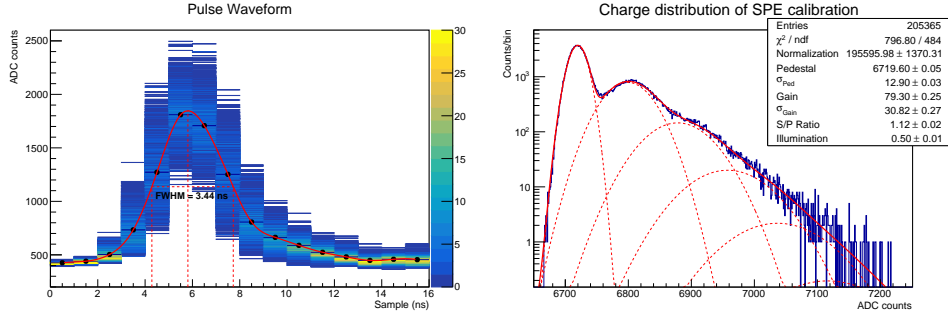 Pulse Waveform
ADC counts
2500
2000
1500
1000
500
FWHM = 3.44 ns
0 2 4 6 8 10 12 14 16
Sample (ns)
30
25
20
15
10
5
0
Charge distribution of SPE calibration
Counts/bin
10³
10²
10
1
6700 6800 6900 7000 7100 7200
ADC counts
Entries 205365
χ² / ndf 796.80 / 484
Normalization 195595.98 ± 1370.31
Pedestal 6719.60 ± 0.05
σPed 12.90 ± 0.03
Gain 79.30 ± 0.25
σGain 30.82 ± 0.27
S/P Ratio 1.12 ± 0.02
Illumination 0.50 ± 0.01